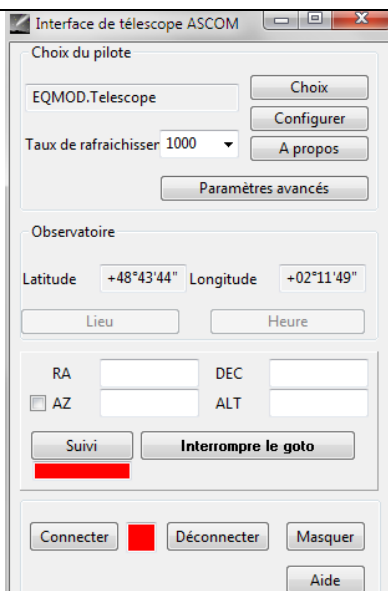 Interface de télescope ASCOM
Choix du pilote
EQMOD.Telescope
Choix
Configurer
Taux de rafraichisser 1000
A propos
Paramètres avancés
Observatoire
Latitude +48°43'44" Longitude +02°11'49"
Lieu Heure
RA DEC
AZ ALT
Suivi Interrompre le goto
Connecter Déconnecter Masquer
Aide